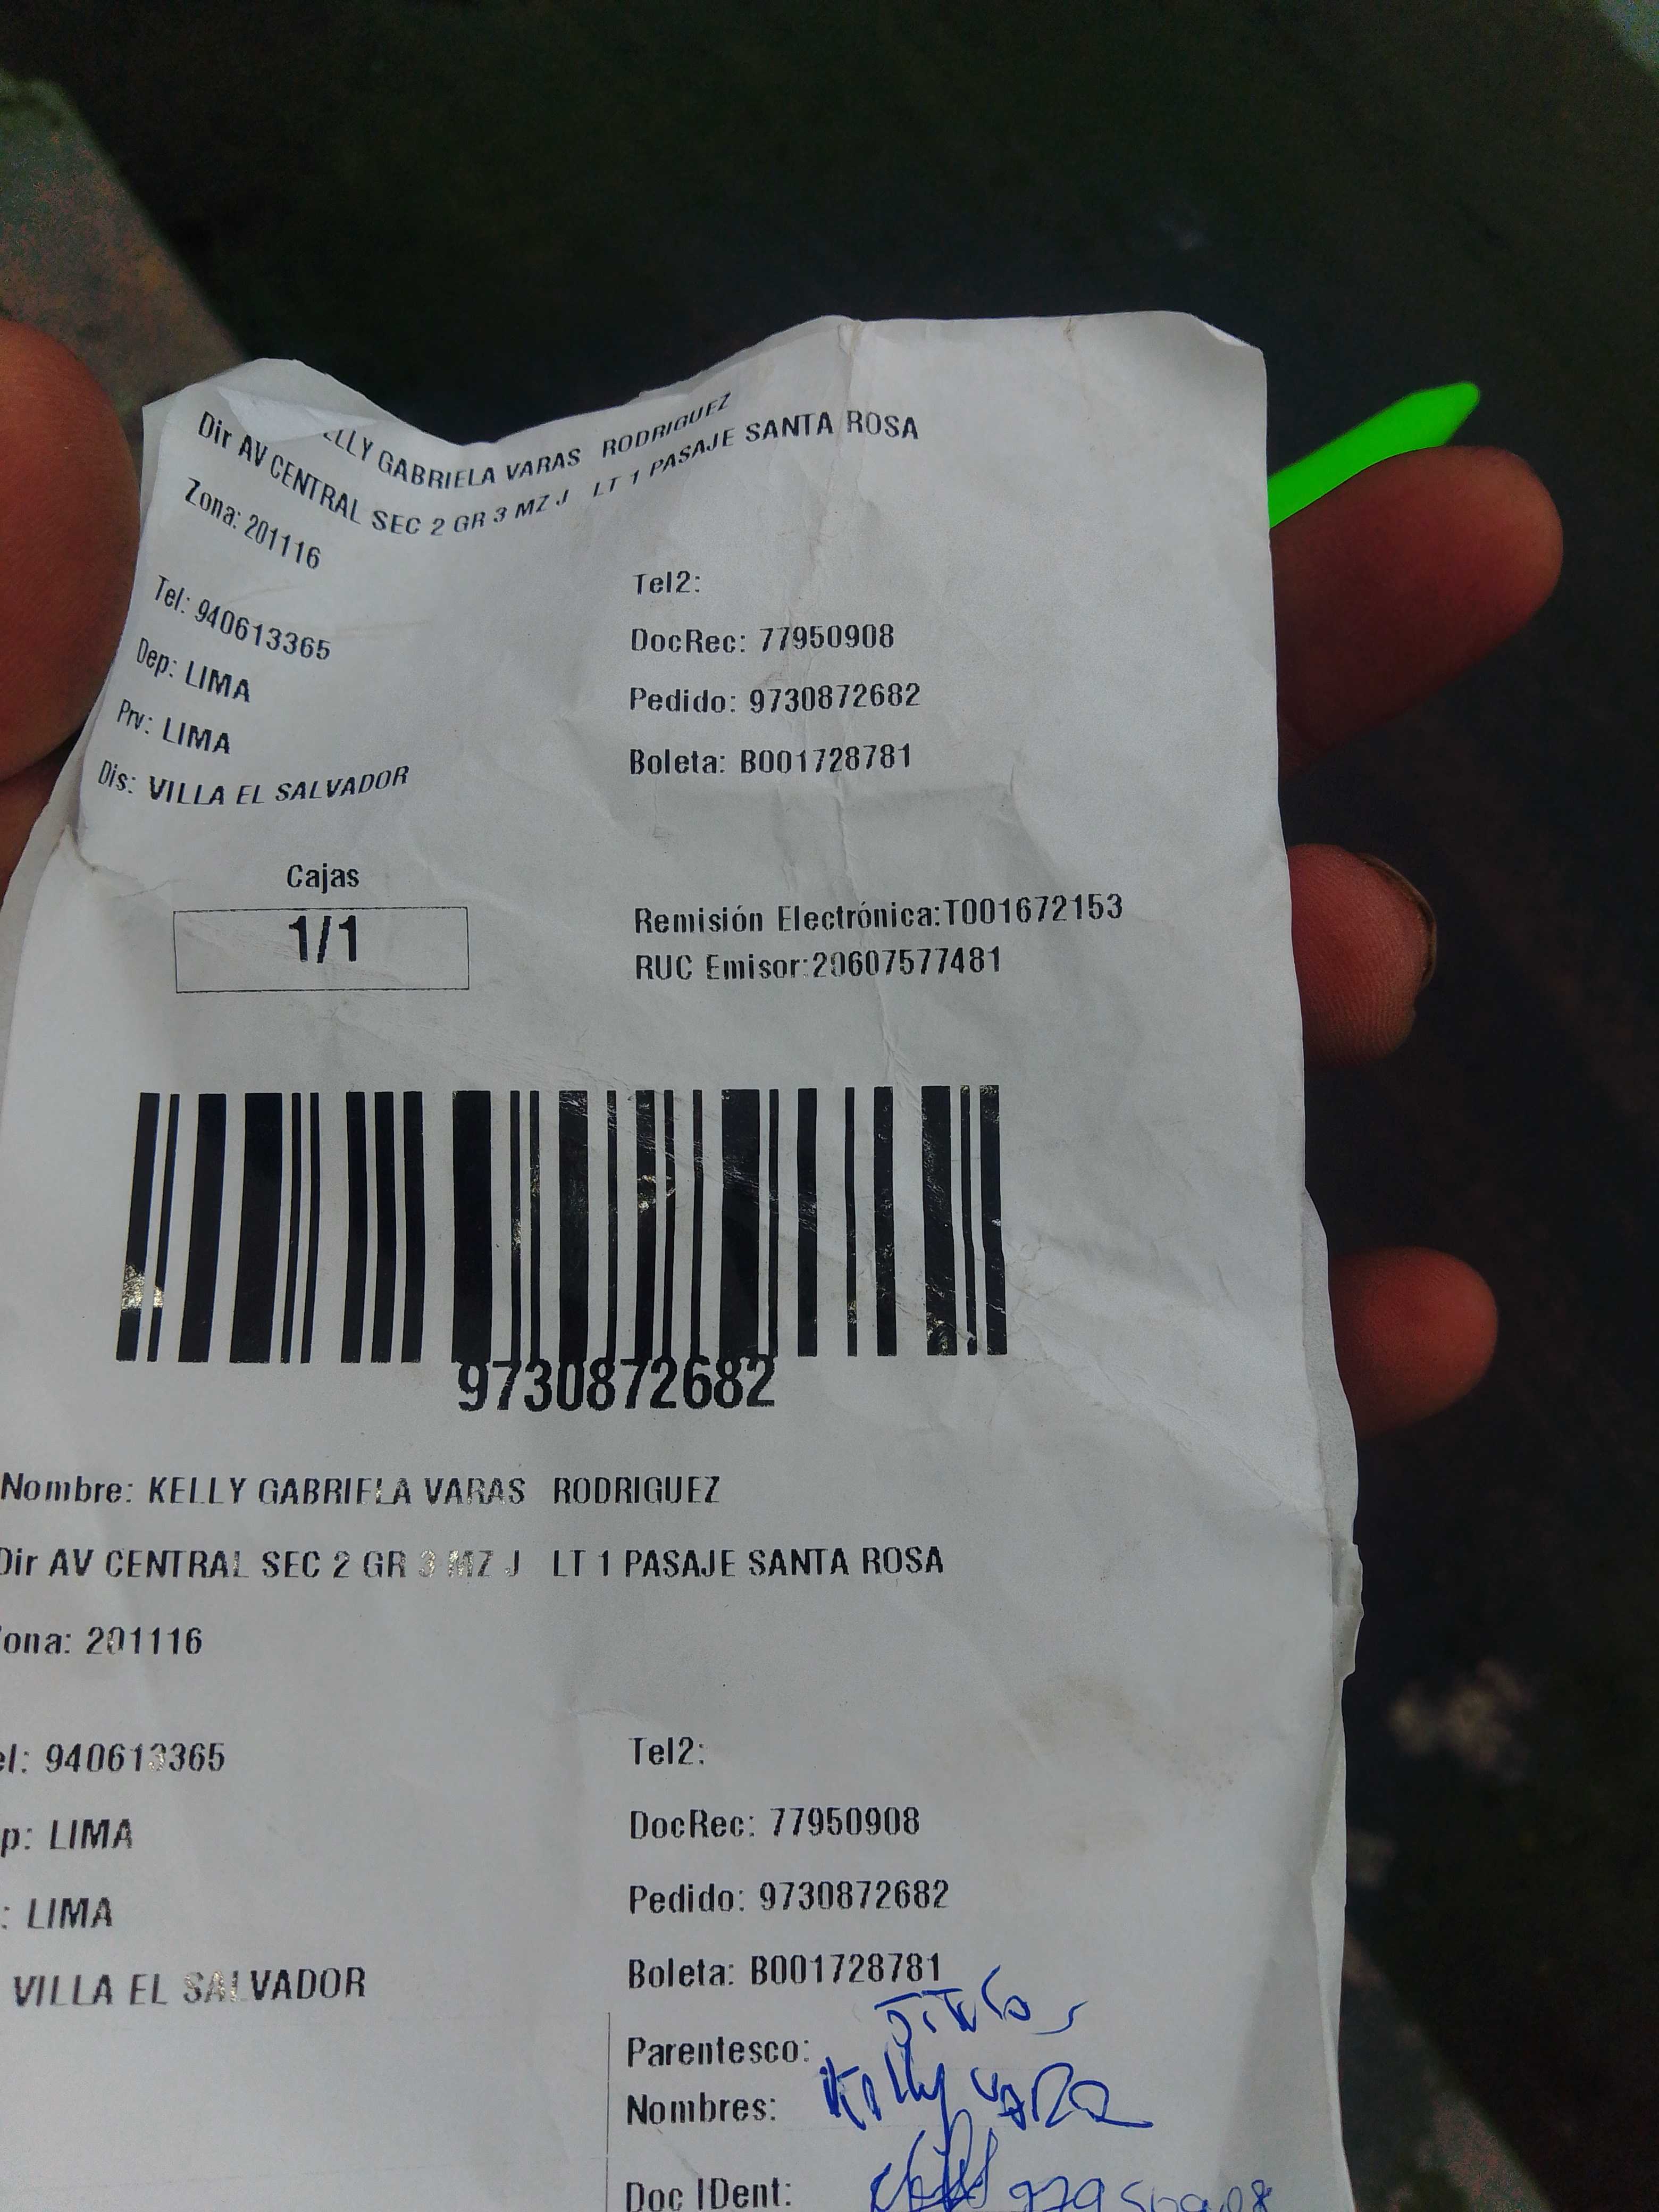 ELLY GABRIELA VARAS RODRIGUEZ
Dir AV CENTRAL SEC 2 GR 3 MZ J LT 1 PASAJE SANTA ROSA
Zona: 201116
Tel: 940613365
Tel2:
Dep: LIMA
DocRec: 77950908
Prv: LIMA
Pedido: 9730872682
Dis: VILLA EL SALVADOR
Boleta: B001728781
Cajas
1/1
Remisión Electrónica:T001672153
RUC Emisor:20607577481
9730872682
Nombre: KELLY GABRIELA VARAS RODRIGUEZ
Dir AV CENTRAL SEC 2 GR 3 MZ J LT 1 PASAJE SANTA ROSA
ona: 201116
el: 940613365
Tel2:
p: LIMA
DocRec: 77950908
: LIMA
Pedido: 9730872682
VILLA EL SALVADOR
Boleta: B001728781
Parentesco:
Nombres: Kelly
Doc IDent: